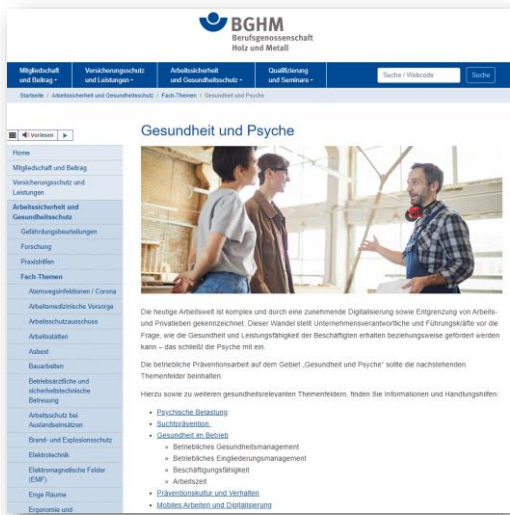 BGHM
Berufsgenossenschaft
Holz und Metall
Mitgliedschaft
und Beitrag
Versicherungsschutz
und Leistungen
Arbeitssicherheit
und Gesundheitsschutz
Qualifizierung
und Seminare
Suche / Webcode
Suche
Startseite / Arbeitssicherheit und Gesundheitsschutz / Fach-Themen / Gesundheit und Psyche
Vorlesen
Home
Mitgliedschaft und Beitrag
Versicherungsschutz und
Leistungen
Arbeitssicherheit und
Gesundheitsschutz
Gefährdungsbeurteilungen
Forschung
Praxishilfen
Fach-Themen
Atemwegsinfektionen / Corona
Arbeitsmedizinische Vorsorge
Arbeitsschutzausschuss
Arbeitsstätten
Asbest
Bauarbeiten
Betriebsärztliche und
sicherheitstechnische
Betreuung
Arbeitsschutz bei
Auslandseinsätzen
Brand- und Explosionsschutz
Elektrotechnik
Elektromagnetische Felder
(EMF)
Enge Räume
Ergonomie und
Gesundheit und Psyche
Die heutige Arbeitswelt ist komplex und durch eine zunehmende Digitalisierung sowie Entgrenzung von Arbeits-
und Privatleben gekennzeichnet. Dieser Wandel stellt Unternehmensverantwortliche und Führungskräfte vor die
Frage, wie die Gesundheit und Leistungsfähigkeit der Beschäftigten erhalten beziehungsweise gefördert werden
kann – das schließt die Psyche mit ein.
Die betriebliche Präventionsarbeit auf dem Gebiet „Gesundheit und Psyche“ sollte die nachstehenden
Themenfelder beinhalten.
Hierzu sowie zu weiteren gesundheitsrelevanten Themenfeldern, finden Sie Informationen und Handlungshilfen:
Psychische Belastung
Suchtprävention
Gesundheit im Betrieb
Betriebliches Gesundheitsmanagement
Betriebliches Eingliederungsmanagement
Beschäftigungsfähigkeit
Arbeitszeit
Präventionskultur und Verhalten
Mobiles Arbeiten und Digitalisierung